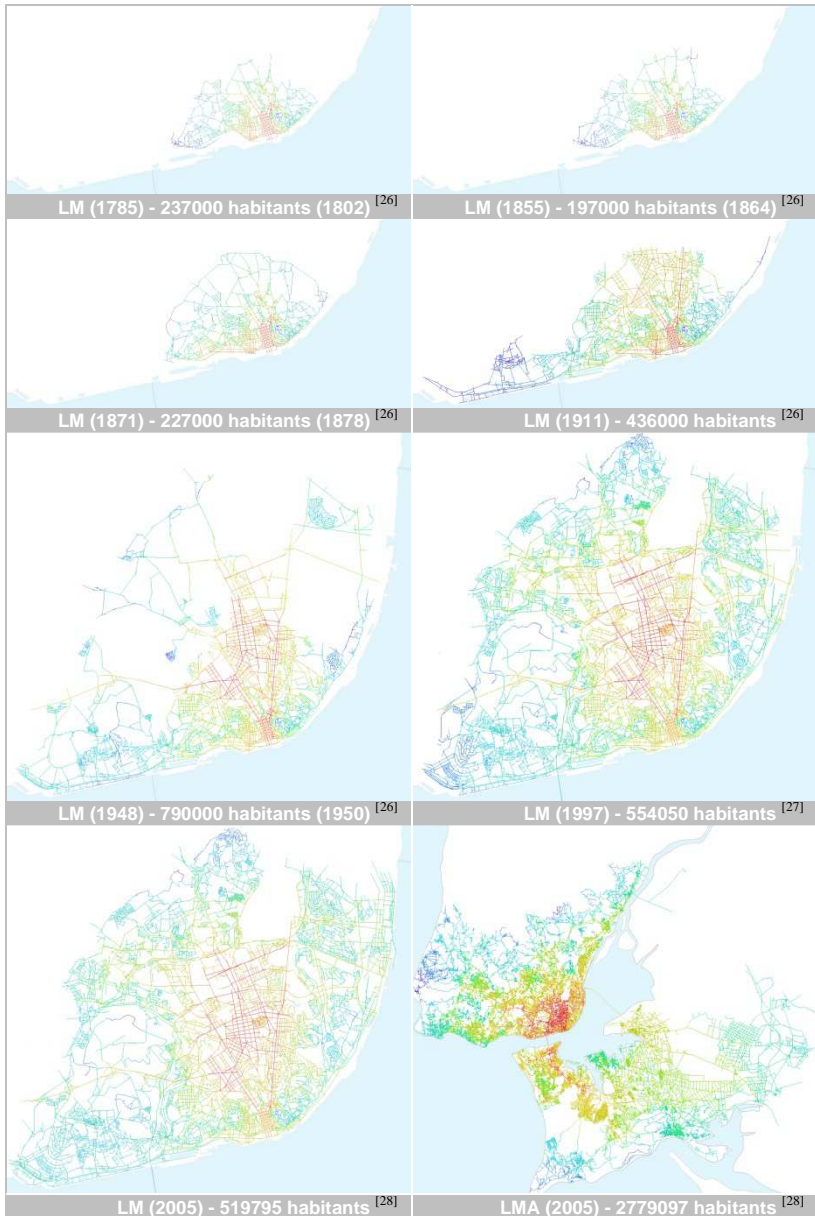 LM (1785) - 237000 habitants (1802) [26]
LM (1855) - 197000 habitants (1864) [26]
LM (1871) - 227000 habitants (1878) [26]
LM (1911) - 436000 habitants [26]
LM (1948) - 790000 habitants (1950) [26]
LM (1997) - 554050 habitants [27]
LM (2005) - 519795 habitants [28]
LMA (2005) - 2779097 habitants [28]